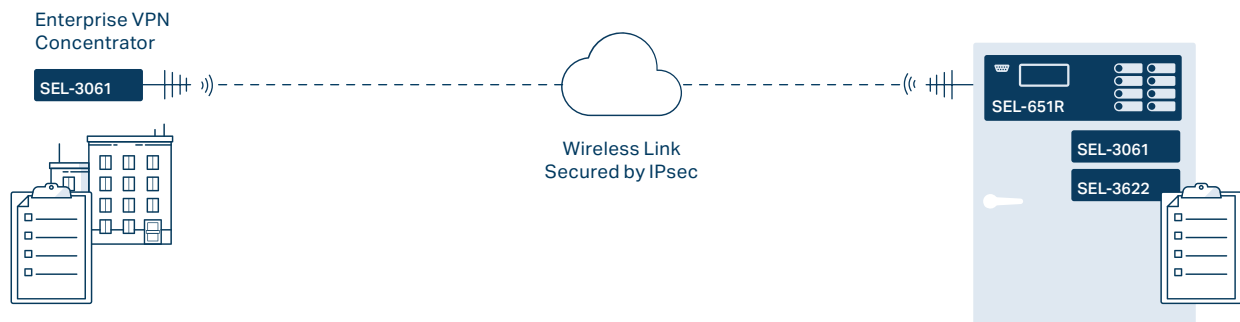 Enterprise VPN
Concentrator
SEL-3061
Wireless Link
Secured by IPsec
SEL-651R
SEL-3061
SEL-3622